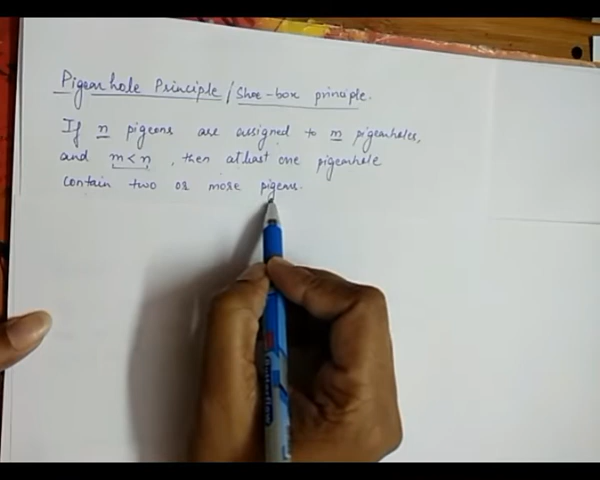 Pigeonhole Principle / Shoe-box principle.
If n pigeons are assigned to m pigeonholes,
and m < n , then atleast one pigeonhole
contain two or more pigeons.
Butterflow